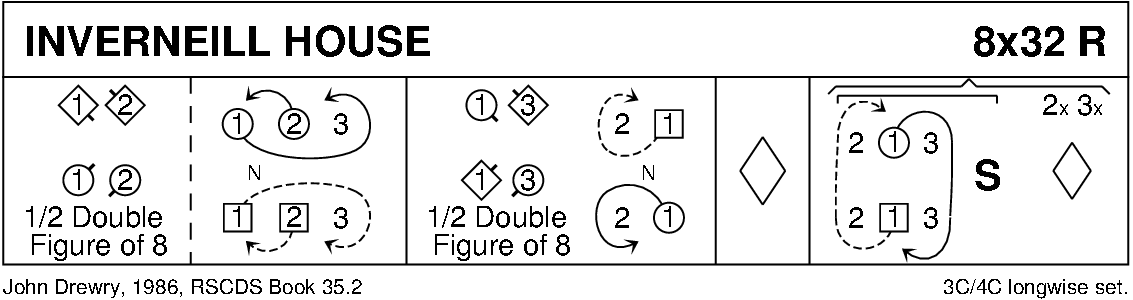 INVERNEILL HOUSE 8x32 R
1 2 1 2 3 1 3 2 1 2x 3x
2 1 3
N N S
1 2 1 2 3 1 3 2 1 2 1 3
1/2 Double 1/2 Double
Figure of 8 Figure of 8
John Drewry, 1986, RSCDS Book 35.2 3C/4C longwise set.